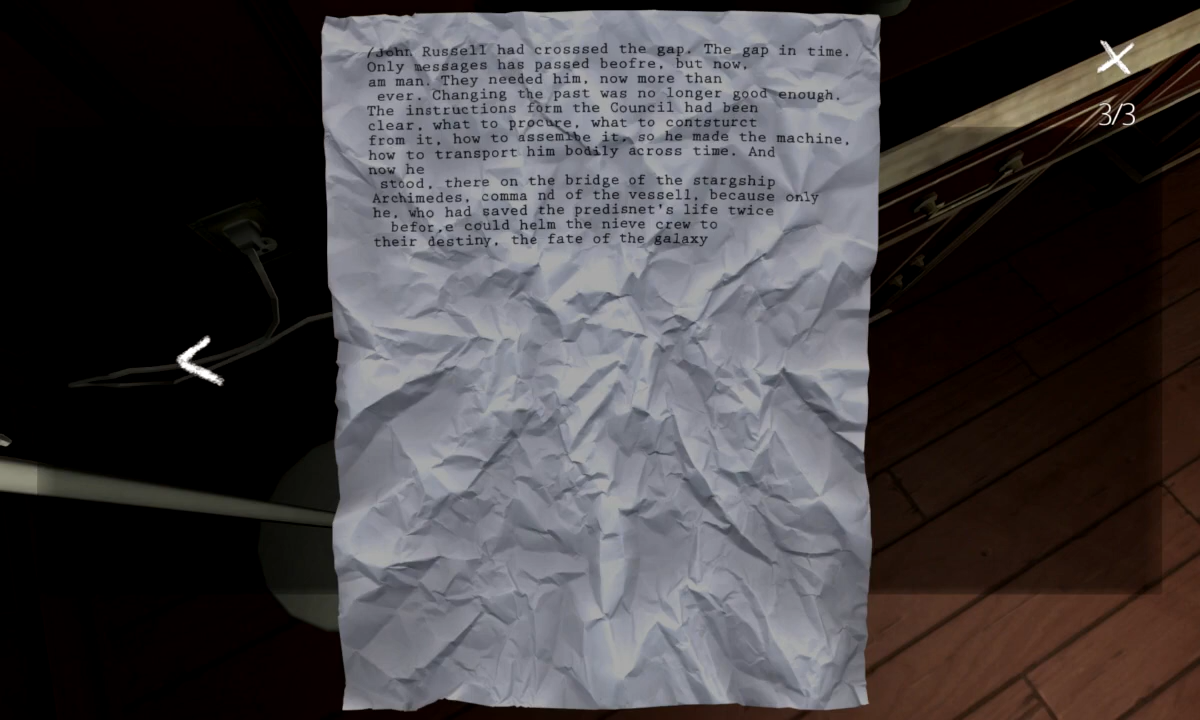 /John Russell had crosssed the gap. The gap in time.
Only messages has passed beofre, but now,
am man. They needed him, now more than
ever. Changing the past was no longer good enough.
The instructions form the Council had been
clear, what to procure, what to contsturct
from it, how to assemlbe it, so he made the machine,
how to transport him bodily across time. And
now he
stood, there on the bridge of the stargship
Archimedes, comma nd of the vessell, because only
he, who had saved the predisnet's life twice
befor,e could helm the nieve crew to
their destiny, the fate of the galaxy
3/3